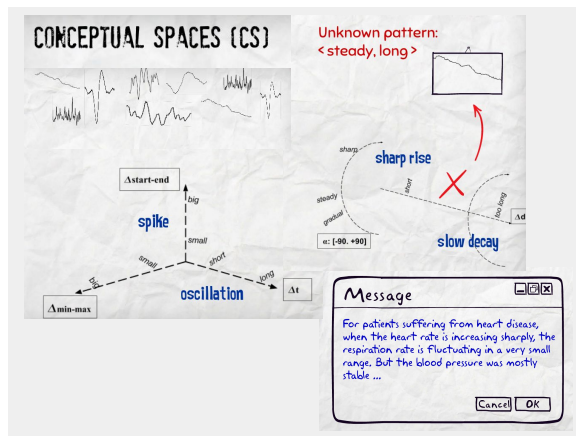 CONCEPTUAL SPACES (CS)
Unknown pattern:
< steady, long >
sharp
sharp rise
steady
gradual
short
too long
Δd
α: [-90. +90]
slow decay
Δstart-end
big
spike
small
small
short
big
long
Δt
oscillation
Δmin-max
Message
For patients suffering from heart disease,
when the heart rate is increasing sharply, the
respiration rate is fluctuating in a very small
range. But the blood pressure was mostly
stable ...
Cancel
OK